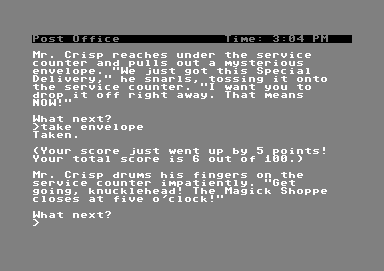 Post Office Time: 3:04 PM
Mr. Crisp reaches under the service
counter and pulls out a mysterious
envelope. "We just got this Special
Delivery," he snarls, tossing it onto
the service counter. "I want you to
drop it off right away. That means
NOW!"
What next?
>take envelope
Taken.
(Your score just went up by 5 points!
Your total score is 6 out of 100.)
Mr. Crisp drums his fingers on the
service counter impatiently. "Get
going, knucklehead! The Magick Shoppe
closes at five o'clock!"
What next?
>